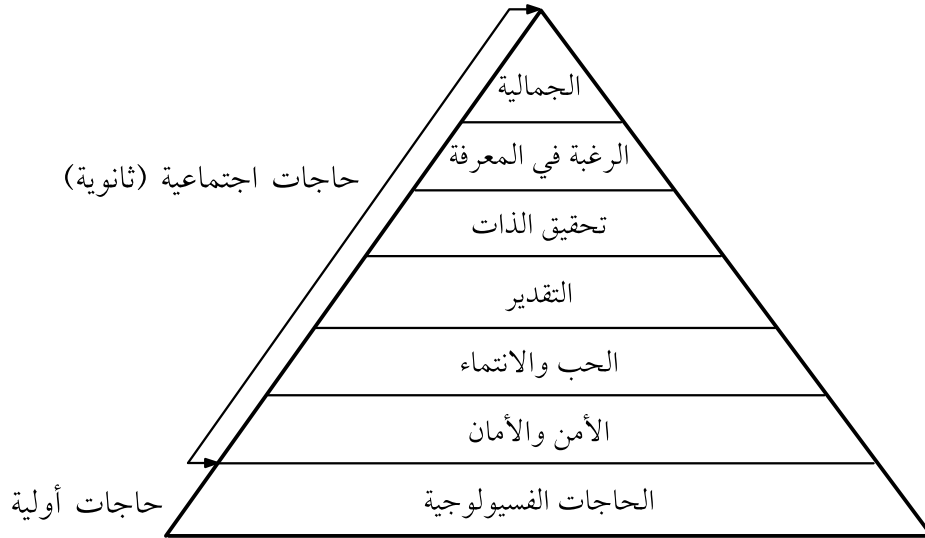 الجمالية
الرغبة في المعرفة
حاجات اجتماعية (ثانوية)
تحقيق الذات
التقدير
الحب والانتماء
الأمن والأمان
الحاجات الفسيولوجية
حاجات أولية